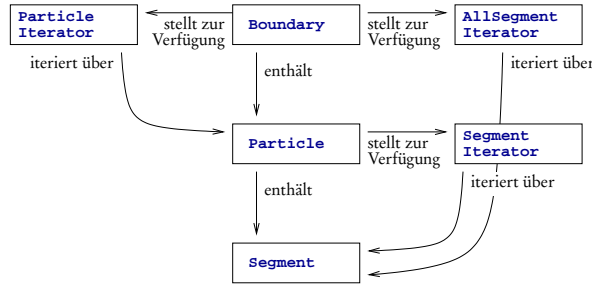 Particle
Iterator
stellt zur
Verfügung
Boundary
stellt zur
Verfügung
AllSegment
Iterator
iteriert über
enthält
iteriert über
Particle
stellt zur
Verfügung
Segment
Iterator
enthält
iteriert über
Segment